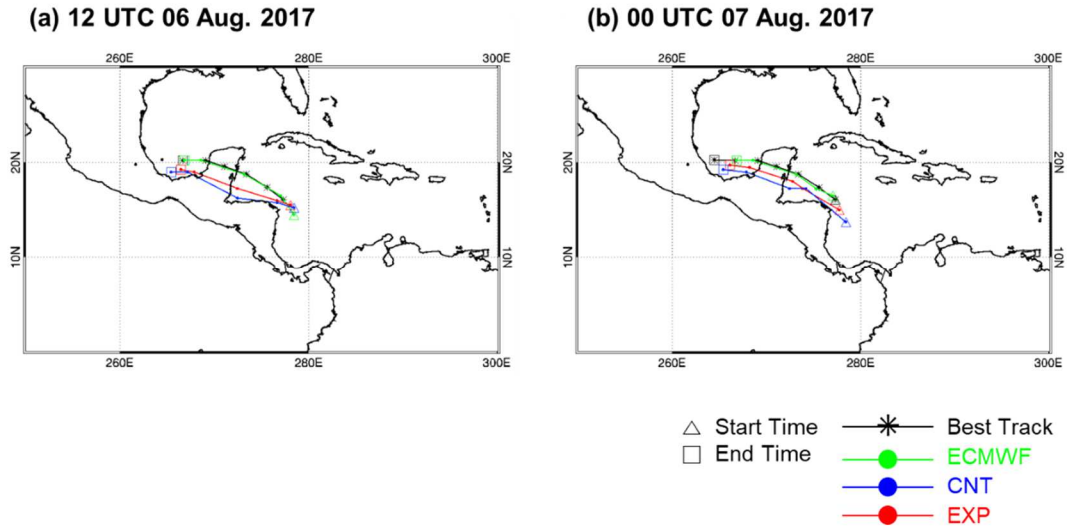 (a) 12 UTC 06 Aug. 2017
(b) 00 UTC 07 Aug. 2017
260E 280E 300E
260E 280E 300E
20N
20N
10N
10N
20N
20N
10N
10N
260E 280E 300E
260E 280E 300E
△ Start Time
□ End Time
Best Track
ECMWF
CNT
EXP